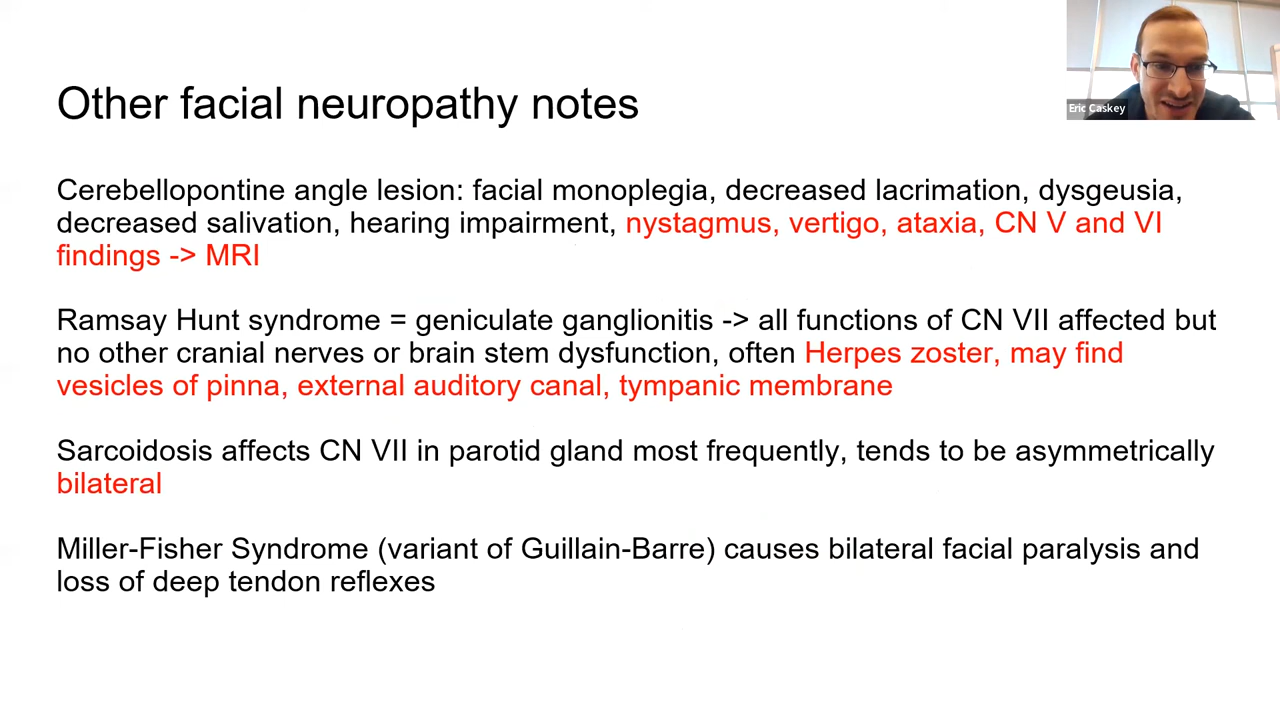 Other facial neuropathy notes
Eric Caskey
Cerebellopontine angle lesion: facial monoplegia, decreased lacrimation, dysgeusia,
decreased salivation, hearing impairment, nystagmus, vertigo, ataxia, CN V and VI
findings -> MRI
Ramsay Hunt syndrome = geniculate ganglionitis -> all functions of CN VII affected but
no other cranial nerves or brain stem dysfunction, often Herpes zoster, may find
vesicles of pinna, external auditory canal, tympanic membrane
Sarcoidosis affects CN VII in parotid gland most frequently, tends to be asymmetrically
bilateral
Miller-Fisher Syndrome (variant of Guillain-Barre) causes bilateral facial paralysis and
loss of deep tendon reflexes